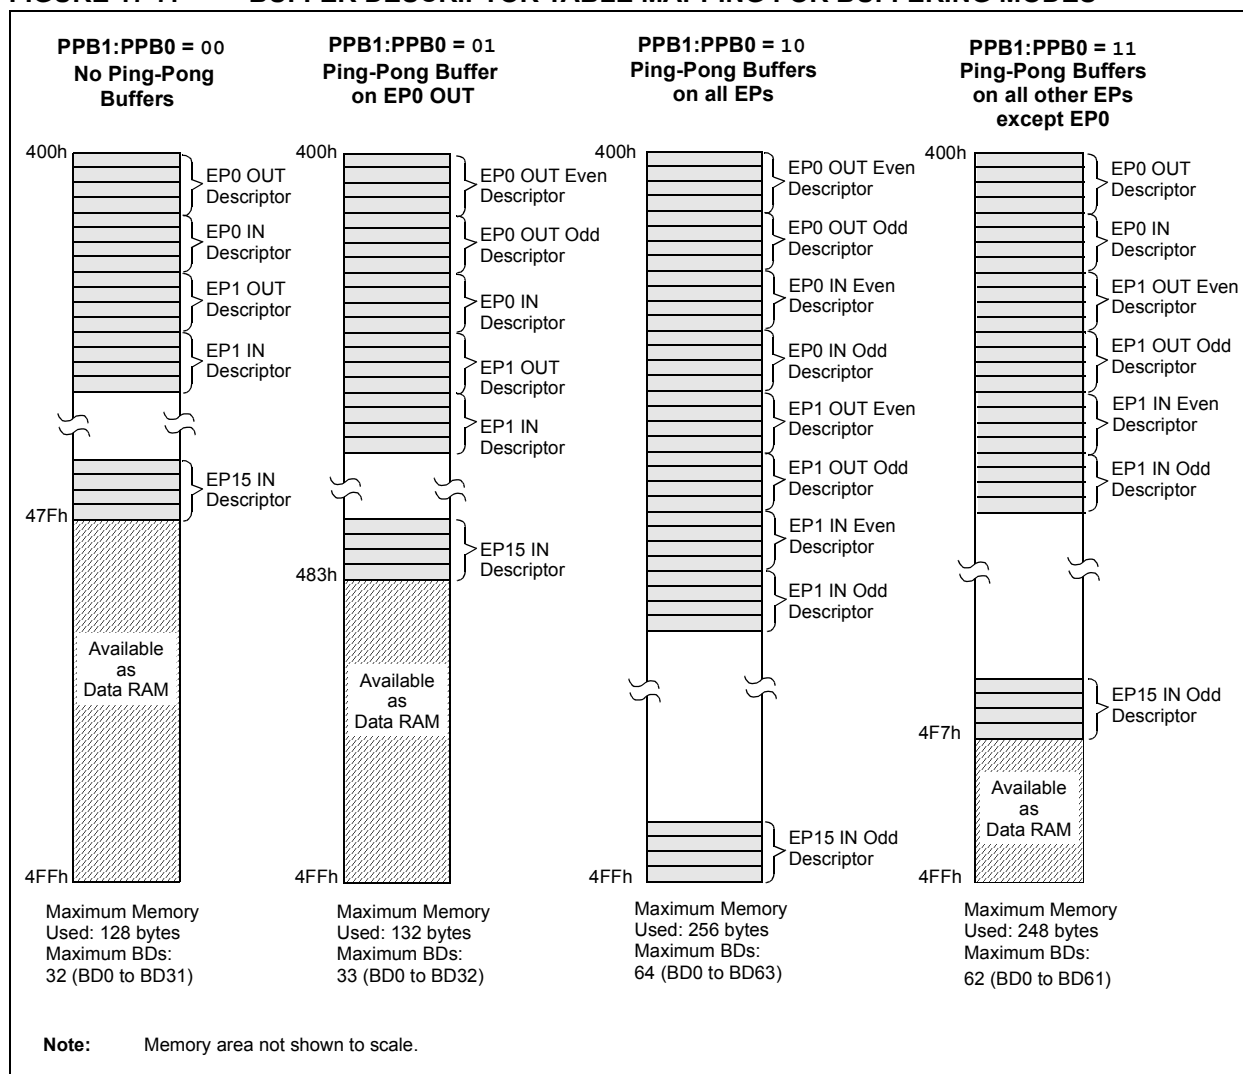 FIGURE BUFFER DESCRIPTOR TABLE MAPPING FOR BUFFERING MODES
PPB1:PPB0 = 00
No Ping-Pong
Buffers
400h
EP0 OUT
Descriptor
EP0 IN
Descriptor
EP1 OUT
Descriptor
EP1 IN
Descriptor
EP15 IN
Descriptor
47Fh
Available
as
Data RAM
4FFh
Maximum Memory
Used: 128 bytes
Maximum BDs:
32 (BD0 to BD31)
PPB1:PPB0 = 01
Ping-Pong Buffer
on EP0 OUT
400h
EP0 OUT Even
Descriptor
EP0 OUT Odd
Descriptor
EP0 IN
Descriptor
EP1 OUT
Descriptor
EP1 IN
Descriptor
EP15 IN
Descriptor
483h
Available
as
Data RAM
4FFh
Maximum Memory
Used: 132 bytes
Maximum BDs:
33 (BD0 to BD32)
PPB1:PPB0 = 10
Ping-Pong Buffers
on all EPs
400h
EP0 OUT Even
Descriptor
EP0 OUT Odd
Descriptor
EP0 IN Even
Descriptor
EP0 IN Odd
Descriptor
EP1 OUT Even
Descriptor
EP1 OUT Odd
Descriptor
EP1 IN Even
Descriptor
EP1 IN Odd
Descriptor
EP15 IN Odd
Descriptor
4FFh
Maximum Memory
Used: 256 bytes
Maximum BDs:
64 (BD0 to BD63)
PPB1:PPB0 = 11
Ping-Pong Buffers
on all other EPs
except EP0
400h
EP0 OUT
Descriptor
EP0 IN
Descriptor
EP1 OUT Even
Descriptor
EP1 OUT Odd
Descriptor
EP1 IN Even
Descriptor
EP1 IN Odd
Descriptor
EP15 IN Odd
Descriptor
4F7h
Available
as
Data RAM
4FFh
Maximum Memory
Used: 248 bytes
Maximum BDs:
62 (BD0 to BD61)
Note: Memory area not shown to scale.